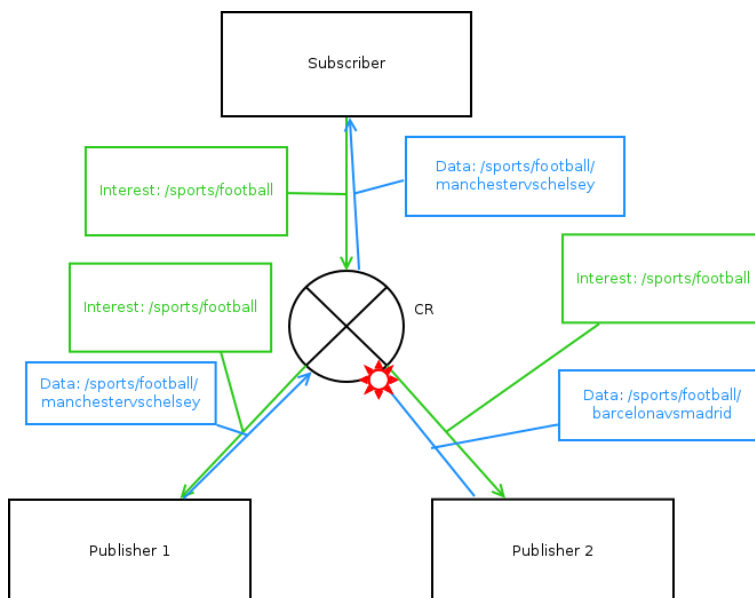 Subscriber
Interest: /sports/football
Data: /sports/football/
manchestervschelsey
Interest: /sports/football
Interest: /sports/football
CR
Data: /sports/football/
manchestervschelsey
Data: /sports/football/
barcelonavsmadrid
Publisher 1
Publisher 2